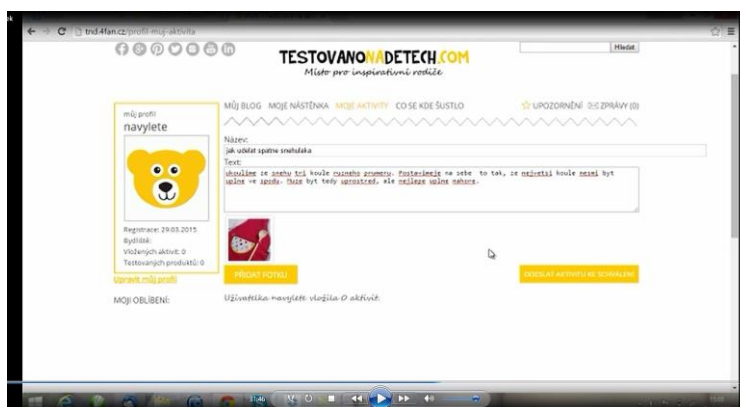 tnd.4fan.cz/profil-muj-aktivita
Hledat
TESTOVANONADETECH.COM
Místo pro inspirativní rodiče
MŮJ BLOG MOJE NÁSTĚNKA MOJE AKTIVITY CO SE KDE ŠUSTLO UPOZORNĚNÍ ZPRÁVY (0)
můj profil
navylete
Název:
jak udelat spatne snehulaka
Text:
ukoulime ze snehu tri koule ruzneho prumeru. Postavimeje na sebe to tak, ze nejvetsi koule nesmi byt
uplne ve spodu. Muze byt tedy uprostred, ale nejlepe uplne nahore.
Registrace: 29.03.2015
Bydliště:
Vložených aktivit: 0
Testovaných produktů: 0
Upravit můj profil
PŘIDAT FOTKU
ODESLAT AKTIVITU KE SCHVÁLENÍ
MOJI OBLÍBENÍ:
Uživatelka navylete vložila 0 aktivit.
11:46